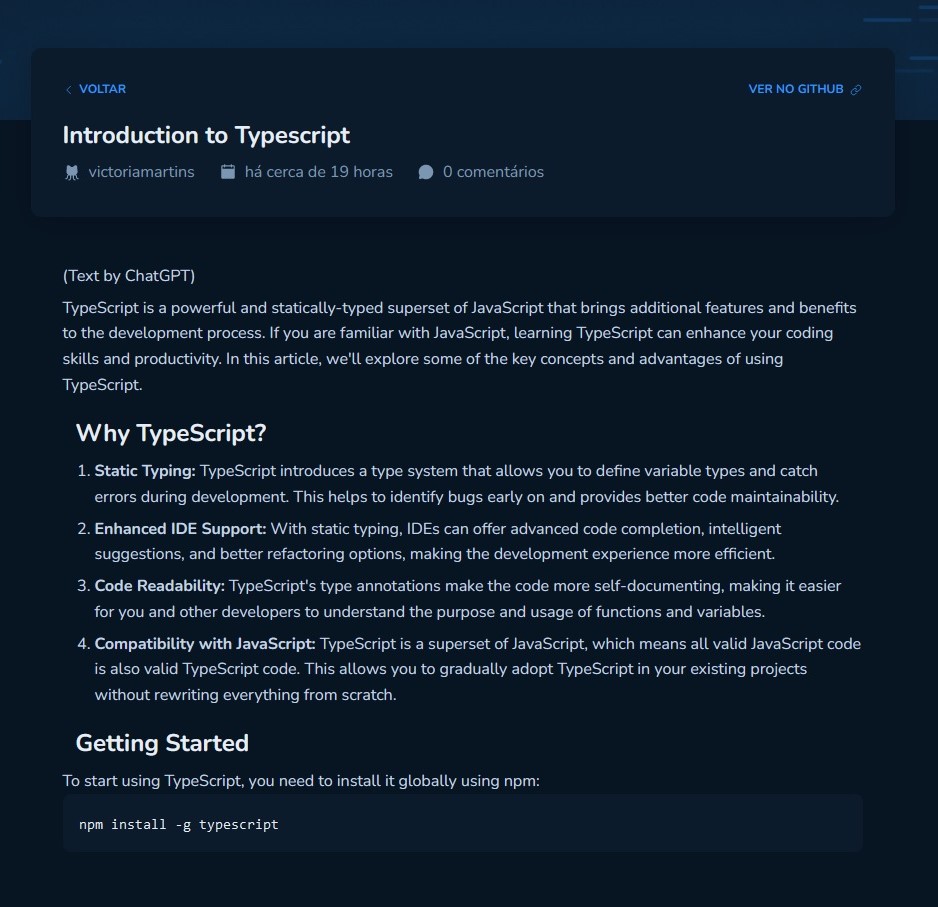 VOLTAR
VER NO GITHUB
Introduction to Typescript
victoriamartins
há cerca de 19 horas
0 comentários
(Text by ChatGPT)
TypeScript is a powerful and statically-typed superset of JavaScript that brings additional features and benefits
to the development process. If you are familiar with JavaScript, learning TypeScript can enhance your coding
skills and productivity. In this article, we'll explore some of the key concepts and advantages of using
TypeScript.
Why TypeScript?
1. Static Typing: TypeScript introduces a type system that allows you to define variable types and catch
errors during development. This helps to identify bugs early on and provides better code maintainability.
2. Enhanced IDE Support: With static typing, IDEs can offer advanced code completion, intelligent
suggestions, and better refactoring options, making the development experience more efficient.
3. Code Readability: TypeScript's type annotations make the code more self-documenting, making it easier
for you and other developers to understand the purpose and usage of functions and variables.
4. Compatibility with JavaScript: TypeScript is a superset of JavaScript, which means all valid JavaScript code
is also valid TypeScript code. This allows you to gradually adopt TypeScript in your existing projects
without rewriting everything from scratch.
Getting Started
To start using TypeScript, you need to install it globally using npm:
npm install -g typescript